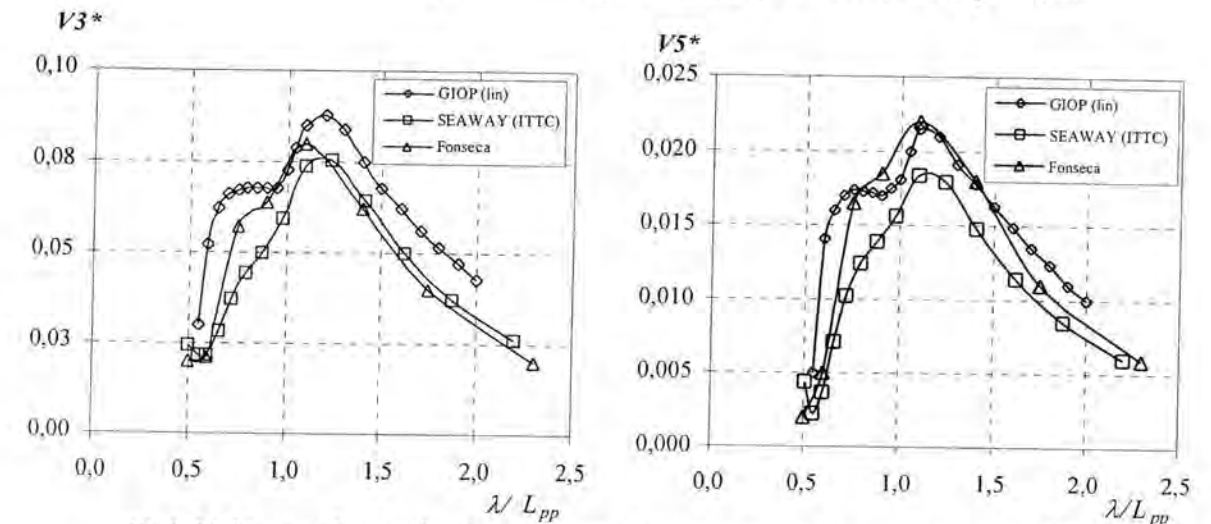 V3*
0,10
0,08
0,05
0,03
0,00
0,0 0,5 1,0 1,5 2,0 2,5
λ/ Lpp
GIOP (lin)
SEAWAY (ITTC)
Fonseca
V5*
0,025
0,020
0,015
0,010
0,005
0,000
0,0 0,5 1,0 1,5 2,0 2,5
λ/Lpp
GIOP (lin)
SEAWAY (ITTC)
Fonseca